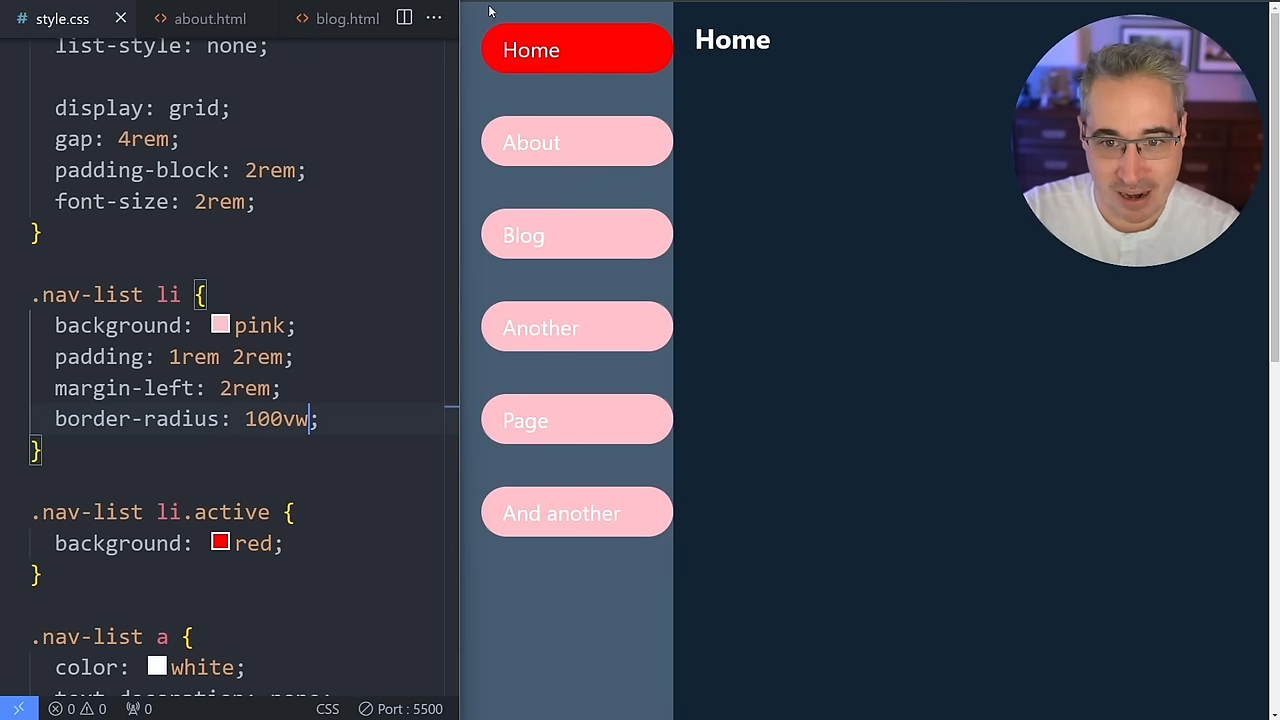 # style.css
<> about.html
<> blog.html
list-style: none;
display: grid;
gap: 4rem;
padding-block: 2rem;
font-size: 2rem;
}
.nav-list li {
background: pink;
padding: 1rem 2rem;
margin-left: 2rem;
border-radius: 100vw;
}
.nav-list li.active {
background: red;
}
.nav-list a {
color: white;
text-decoration: none;
0 0 0 CSS Port : 5500
Home
About
Blog
Another
Page
And another
Home